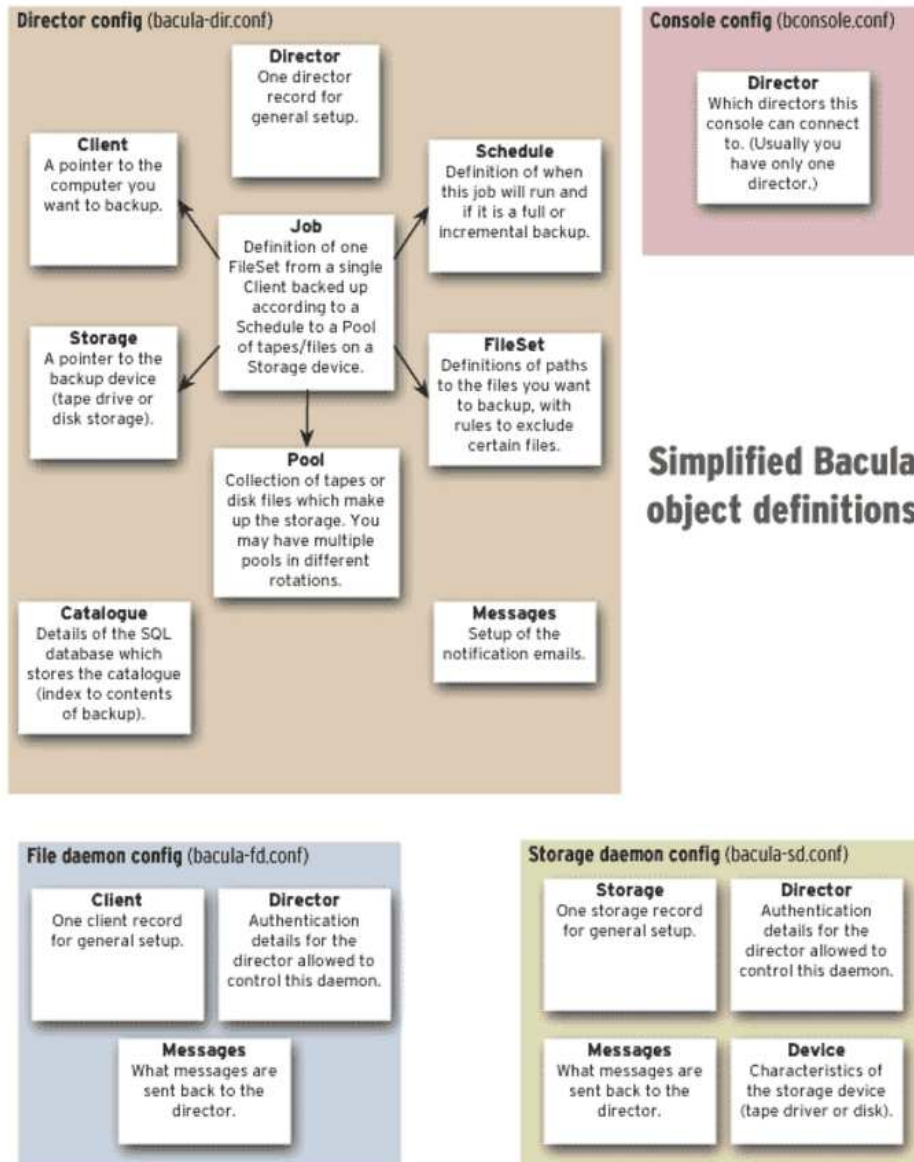 Director config (bacula-dir.conf)
Director
One director
record for
general setup.
Client
A pointer to the
computer you
want to backup.
Schedule
Definition of when
this job will run and
if it is a full or
incremental backup.
Job
Definition of one
FileSet from a single
Client backed up
according to a
Schedule to a Pool
of tapes/files on a
Storage device.
Storage
A pointer to the
backup device
(tape drive or
disk storage).
FileSet
Definitions of paths
to the files you want
to backup, with
rules to exclude
certain files.
Pool
Collection of tapes or
disk files which make
up the storage. You
may have multiple
pools in different
rotations.
Catalogue
Details of the SQL
database which
stores the catalogue
(index to contents
of backup).
Messages
Setup of the
notification emails.
Console config (bconsole.conf)
Director
Which directors this
console can connect
to. (Usually you
have only one
director.)
Simplified Bacula
object definitions
File daemon config (bacula-fd.conf)
Client
One client record
for general setup.
Director
Authentication
details for the
director allowed to
control this daemon.
Messages
What messages are
sent back to the
director.
Storage daemon config (bacula-sd.conf)
Storage
One storage record
for general setup.
Director
Authentication
details for the
director allowed to
control this daemon.
Messages
What messages are
sent back to the
director.
Device
Characteristics of
the storage device
(tape driver or disk).